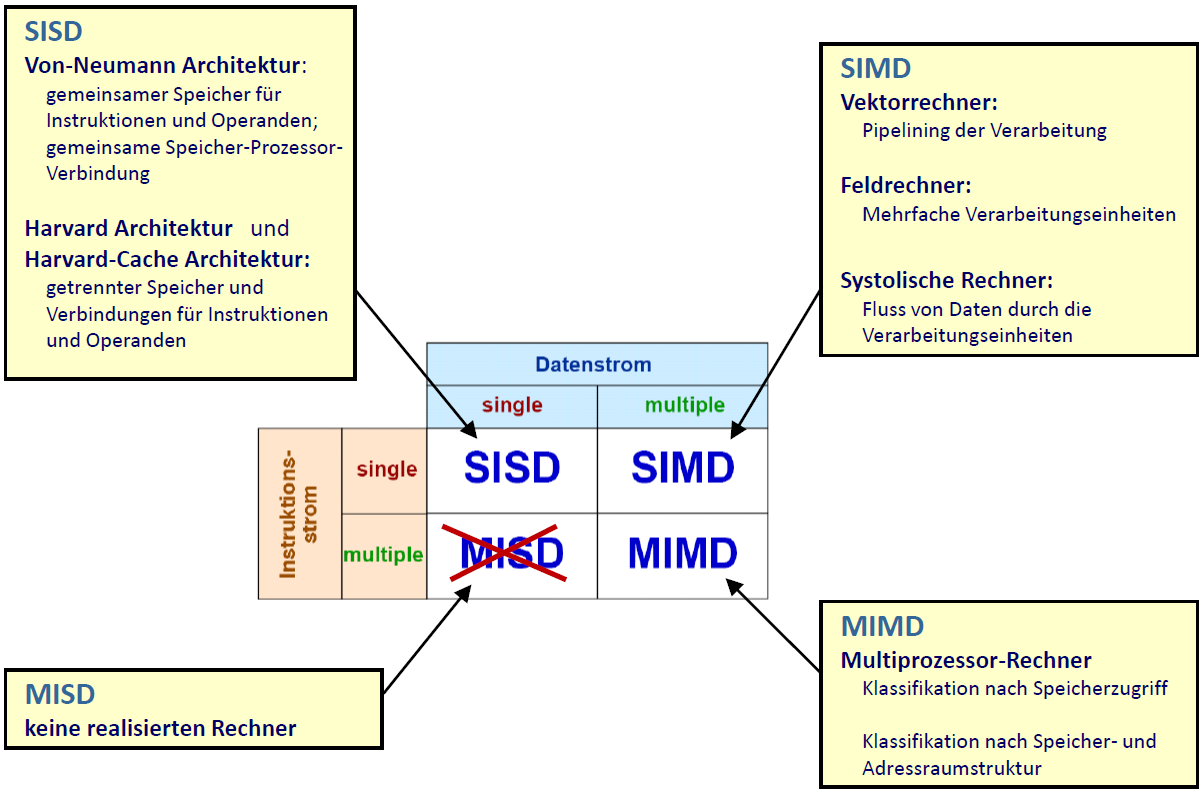 SISD
Von-Neumann Architektur:
gemeinsamer Speicher für
Instruktionen und Operanden;
gemeinsame Speicher-Prozessor-
Verbindung
Harvard Architektur und
Harvard-Cache Architektur:
getrennter Speicher und
Verbindungen für Instruktionen
und Operanden
SIMD
Vektorrechner:
Pipelining der Verarbeitung
Feldrechner:
Mehrfache Verarbeitungseinheiten
Systolische Rechner:
Fluss von Daten durch die
Verarbeitungseinheiten
Datenstrom
single multiple
Instruktions-
strom
single SISD SIMD
multiple MISD MIMD
MISD
keine realisierten Rechner
MIMD
Multiprozessor-Rechner
Klassifikation nach Speicherzugriff
Klassifikation nach Speicher- und
Adressraumstruktur